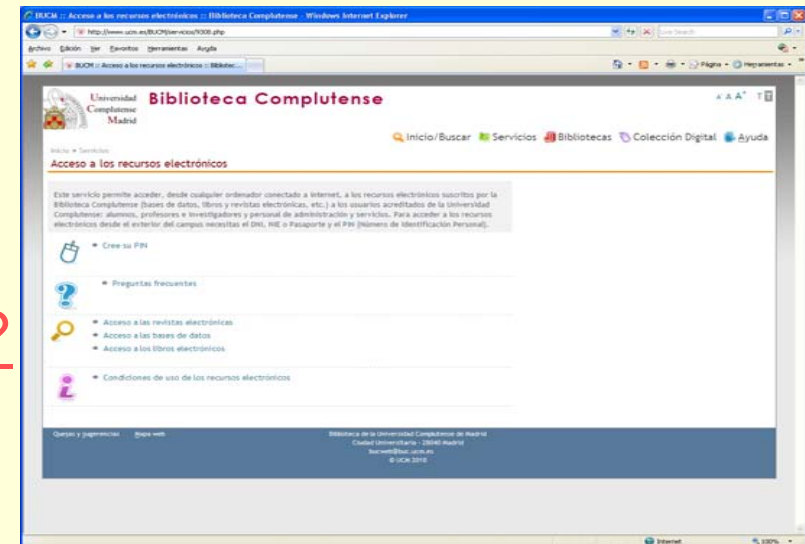 BUCM :: Acceso a los recursos electrónicos :: Biblioteca Complutense - Windows Internet Explorer
http://www.ucm.es/BUCM/servicios/9300.php
Live Search
Archivo Edición Ver Favoritos Herramientas Ayuda
BUCM :: Acceso a los recursos electrónicos :: Bibliotec...
Página Herramientas
Universidad Complutense Madrid
Biblioteca Complutense
A A A+ T T
Inicio/Buscar Servicios Bibliotecas Colección Digital Ayuda
Inicio Servicios
Acceso a los recursos electrónicos
Este servicio permite acceder, desde cualquier ordenador conectado a internet, a los recursos electrónicos suscritos por la
Biblioteca Complutense (bases de datos, libros y revistas electrónicas, etc.) a los usuarios acreditados de la Universidad
Complutense: alumnos, profesores e investigadores y personal de administración y servicios. Para acceder a los recursos
electrónicos desde el exterior del campus necesitas el DNI, NIE o Pasaporte y el PIN (Número de Identificación Personal).
Cree su PIN
Preguntas frecuentes
Acceso a las revistas electrónicas
Acceso a las bases de datos
Acceso a los libros electrónicos
Condiciones de uso de los recursos electrónicos
Quejas y sugerencias Mapa web
Biblioteca de la Universidad Complutense de Madrid
Ciudad Universitaria - 28040 Madrid
bucweb@buc.ucm.es
© UCM 2010
Internet 100%